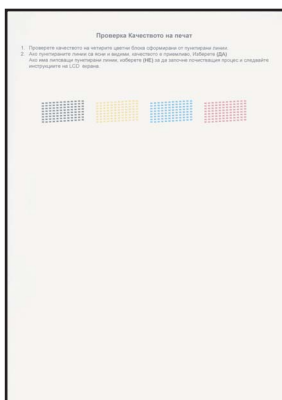 Проверка Качеството на печат
1. Проверете качеството на четирите цветни блока сформирани от пунктирана линии.
2. Ако пунктираните линии са ясни и видими, качеството е приемливо. Изберете (ДА)
Ако има липсващи пунктирани линии, изберете (НЕ) за да започне почистващия процес и следвайте
инструкциите на LCD екрана